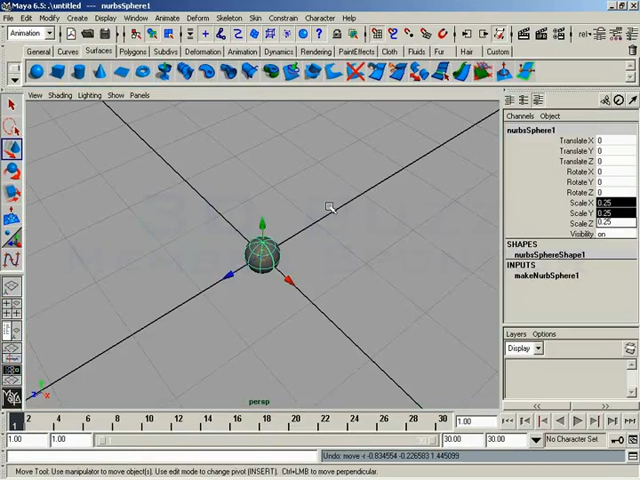 Maya 6.5: .\untitled --- nurbsSphere1
File Edit Modify Create Display Window Animate Deform Skeleton Skin Constrain Character Help
Animation
General Curves Surfaces Polygons Subdivs Deformation Animation Dynamics Rendering PaintEffects Cloth Fluids Fur Hair Custom
View Shading Lighting Show Panels
Channels Object
nurbsSphere1
Translate X 0
Translate Y 0
Translate Z 0
Rotate X 0
Rotate Y 0
Rotate Z 0
Scale X 0.25
Scale Y 0.25
Scale Z 0.25
Visibility on
SHAPES
nurbsSphereShape1
INPUTS
makeNurbSphere1
Layers Options
Display
persp
2 4 6 8 10 12 14 16 18 20 22 24 26 28 30
1
1.00
1.00 1.00 30.00 30.00 No Character Set
Undo: move -r -0.834554 -0.226583 1.445099
Move Tool: Use manipulator to move object(s). Use edit mode to change pivot (INSERT). Ctrl+LMB to move perpendicular.